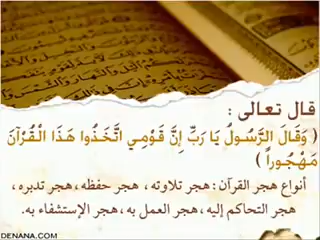 قال تعالى :
( وَقَالَ الرَّسُولُ يَا رَبِّ إِنَّ قَوْمِي اتَّخَذُوا هَذَا الْقُرْآنَ
مَهْجُوراً )
أنواع هجر القرآن : هجر تلاوته ، هجر حفظه ، هجر تدبره ،
هجر التحاكم إليه ، هجر العمل به ، هجر الإستشفاء به .
DENANA.COM